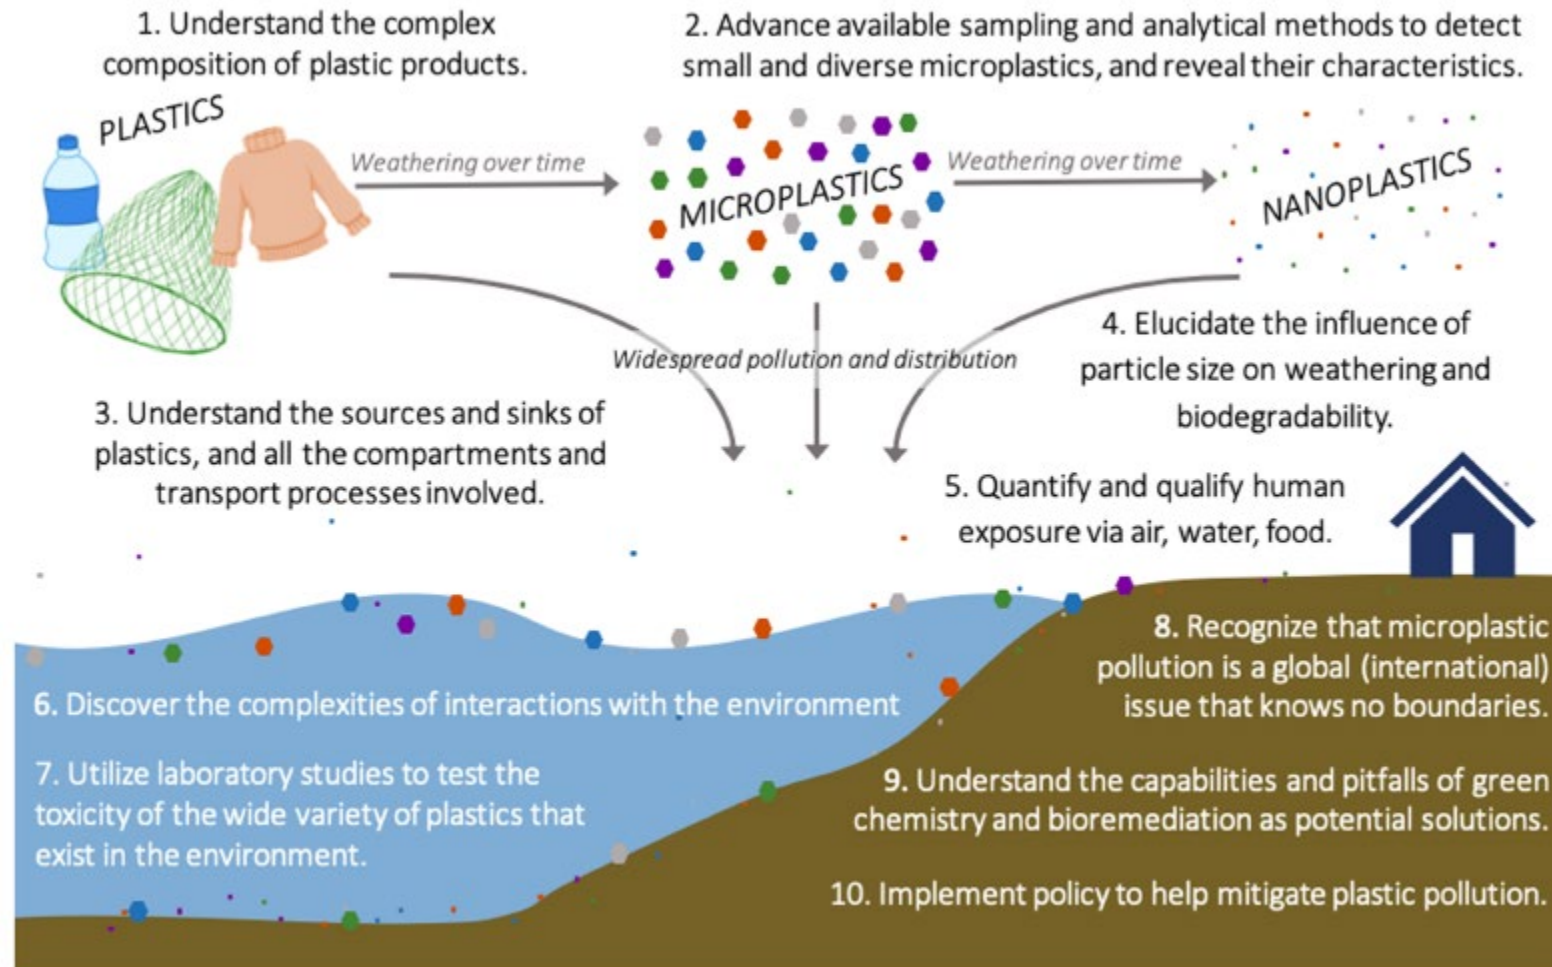 1. Understand the complex
composition of plastic products.
2. Advance available sampling and analytical methods to detect
small and diverse microplastics, and reveal their characteristics.
PLASTICS
Weathering over time
MICROPLASTICS
Weathering over time
NANOPLASTICS
Widespread pollution and distribution
3. Understand the sources and sinks of
plastics, and all the compartments and
transport processes involved.
4. Elucidate the influence of
particle size on weathering and
biodegradability.
5. Quantify and qualify human
exposure via air, water, food.
6. Discover the complexities of interactions with the environment
7. Utilize laboratory studies to test the
toxicity of the wide variety of plastics that
exist in the environment.
8. Recognize that microplastic
pollution is a global (international)
issue that knows no boundaries.
9. Understand the capabilities and pitfalls of green
chemistry and bioremediation as potential solutions.
10. Implement policy to help mitigate plastic pollution.